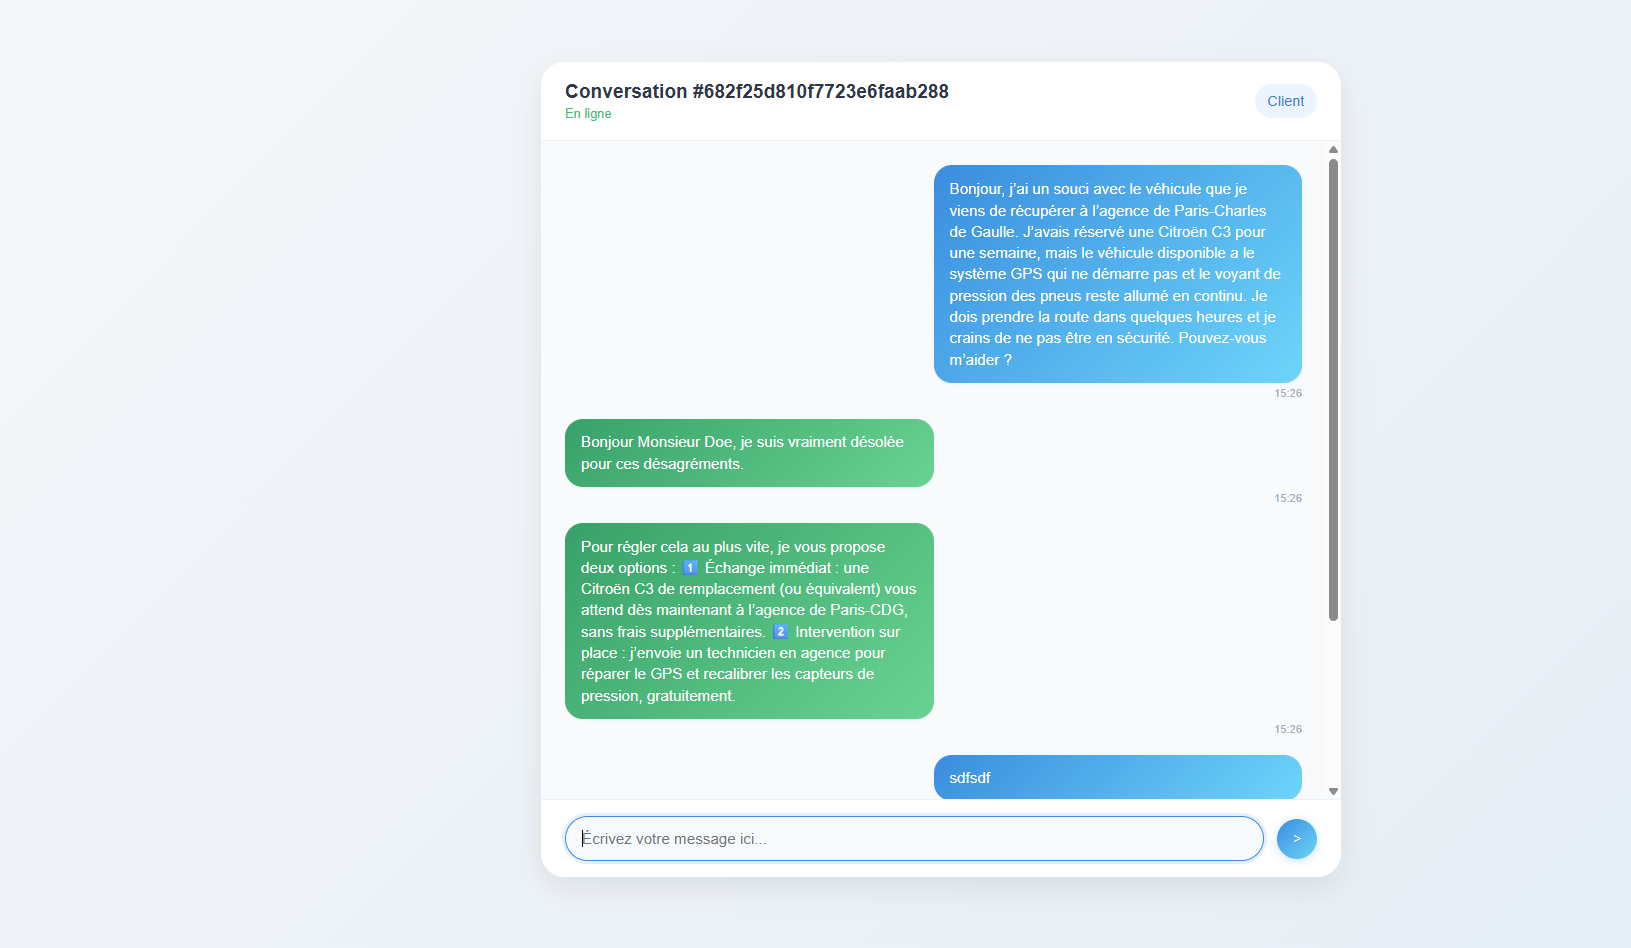 Conversation #682f25d810f7723e6faab288
En ligne
Client
Bonjour, j’ai un souci avec le véhicule que je
viens de récupérer à l’agence de Paris-Charles
de Gaulle. J’avais réservé une Citroën C3 pour
une semaine, mais le véhicule disponible a le
système GPS qui ne démarre pas et le voyant de
pression des pneus reste allumé en continu. Je
dois prendre la route dans quelques heures et je
crains de ne pas être en sécurité. Pouvez-vous
m’aider ?
15:26
Bonjour Monsieur Doe, je suis vraiment désolée
pour ces désagréments.
15:26
Pour régler cela au plus vite, je vous propose
deux options : 1️⃣ Échange immédiat : une
Citroën C3 de remplacement (ou équivalent) vous
attend dès maintenant à l’agence de Paris-CDG,
sans frais supplémentaires. 2️⃣ Intervention sur
place : j’envoie un technicien en agence pour
réparer le GPS et recalibrer les capteurs de
pression, gratuitement.
15:26
sdfsdf
Écrivez votre message ici...
>